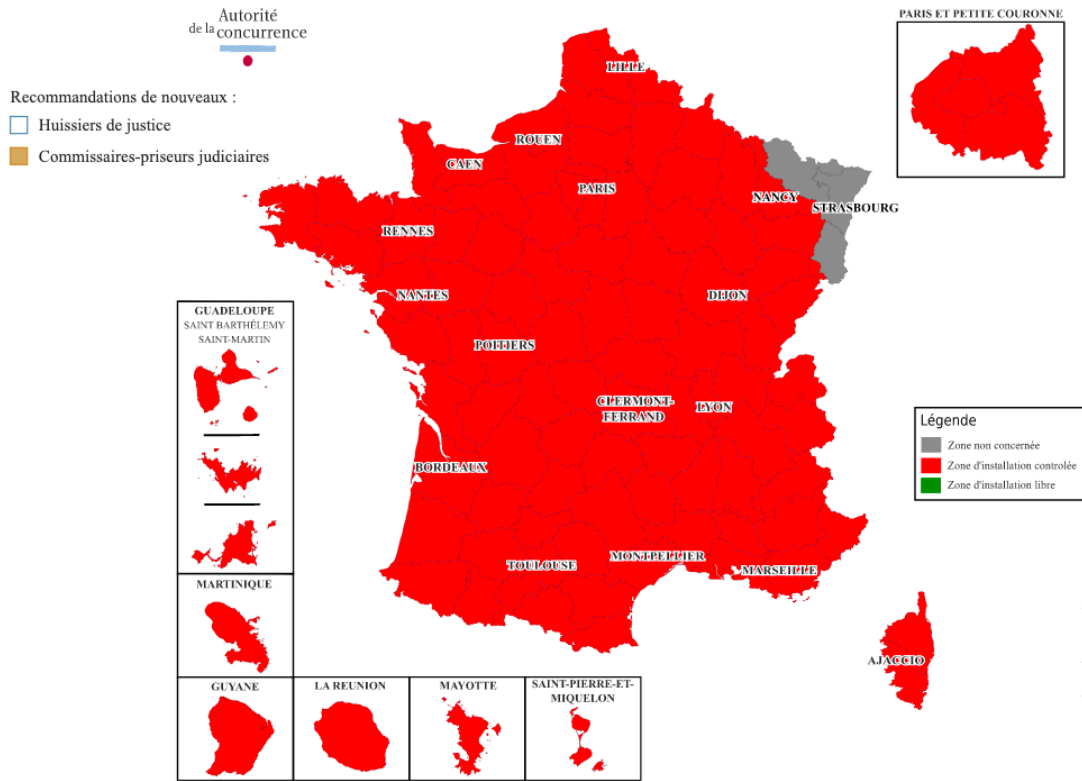 Autorité
de la concurrence
Recommandations de nouveaux :
Huissiers de justice
Commissaires-priseurs judiciaires
PARIS ET PETITE COURONNE
LILLE
ROUEN
CAEN
PARIS
NANCY
STRASBOURG
RENNES
NANTES
DIJON
POITIERS
CLERMONT-
FERRAND
LYON
BORDEAUX
TOULOUSE
MONTPELLIER
MARSEILLE
AJACCIO
GUADELOUPE
SAINT BARTHÉLEMY
SAINT-MARTIN
MARTINIQUE
GUYANE
LA REUNION
MAYOTTE
SAINT-PIERRE-ET-
MIQUELON
Légende
Zone non concernée
Zone d'installation controlée
Zone d'installation libre